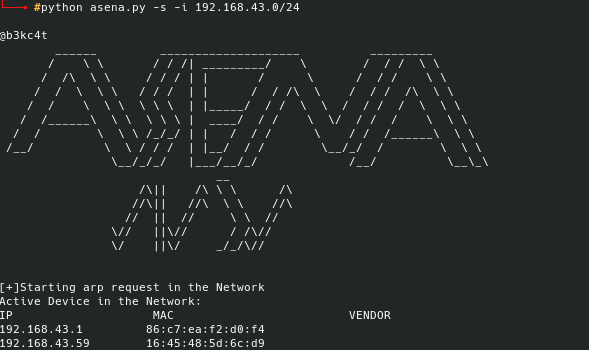 #python asena.py -s -i 192.168.43.0/24
@b3kc4t
[+]Starting arp request in the Network
Active Device in the Network:
IP MAC VENDOR
192.168.43.1 86:c7:ea:f2:d0:f4
192.168.43.59 16:45:48:5d:6c:d9